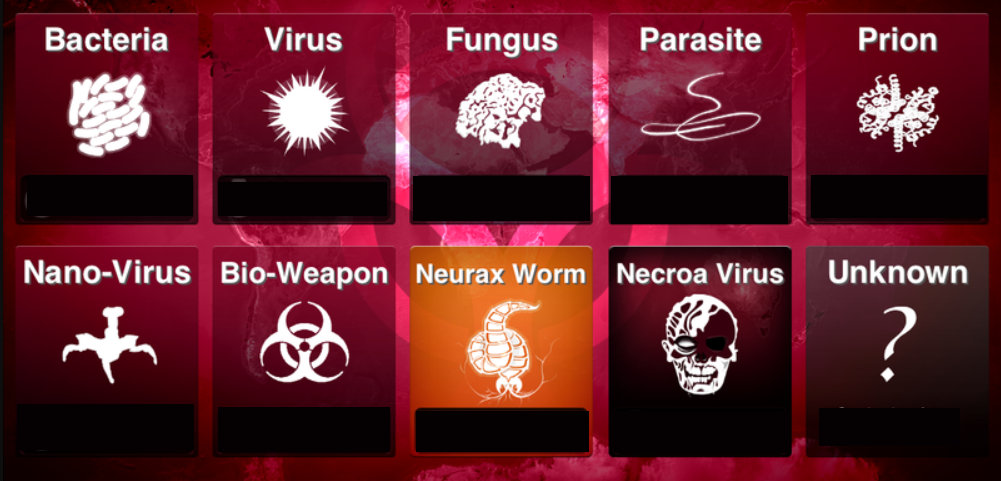 Bacteria
Virus
Fungus
Parasite
Prion
Nano-Virus
Bio-Weapon
Neurax Worm
Necroa Virus
Unknown
?